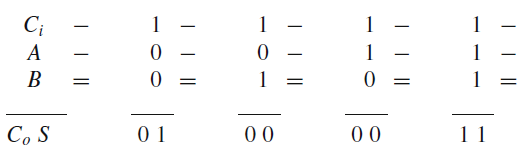 C_i − 1 − 1 − 1 − 1 −
A − 0 − 0 − 1 − 1 −
B = 0 = 1 = 0 = 1 =
C_o S 0 1 0 0 0 0 1 1